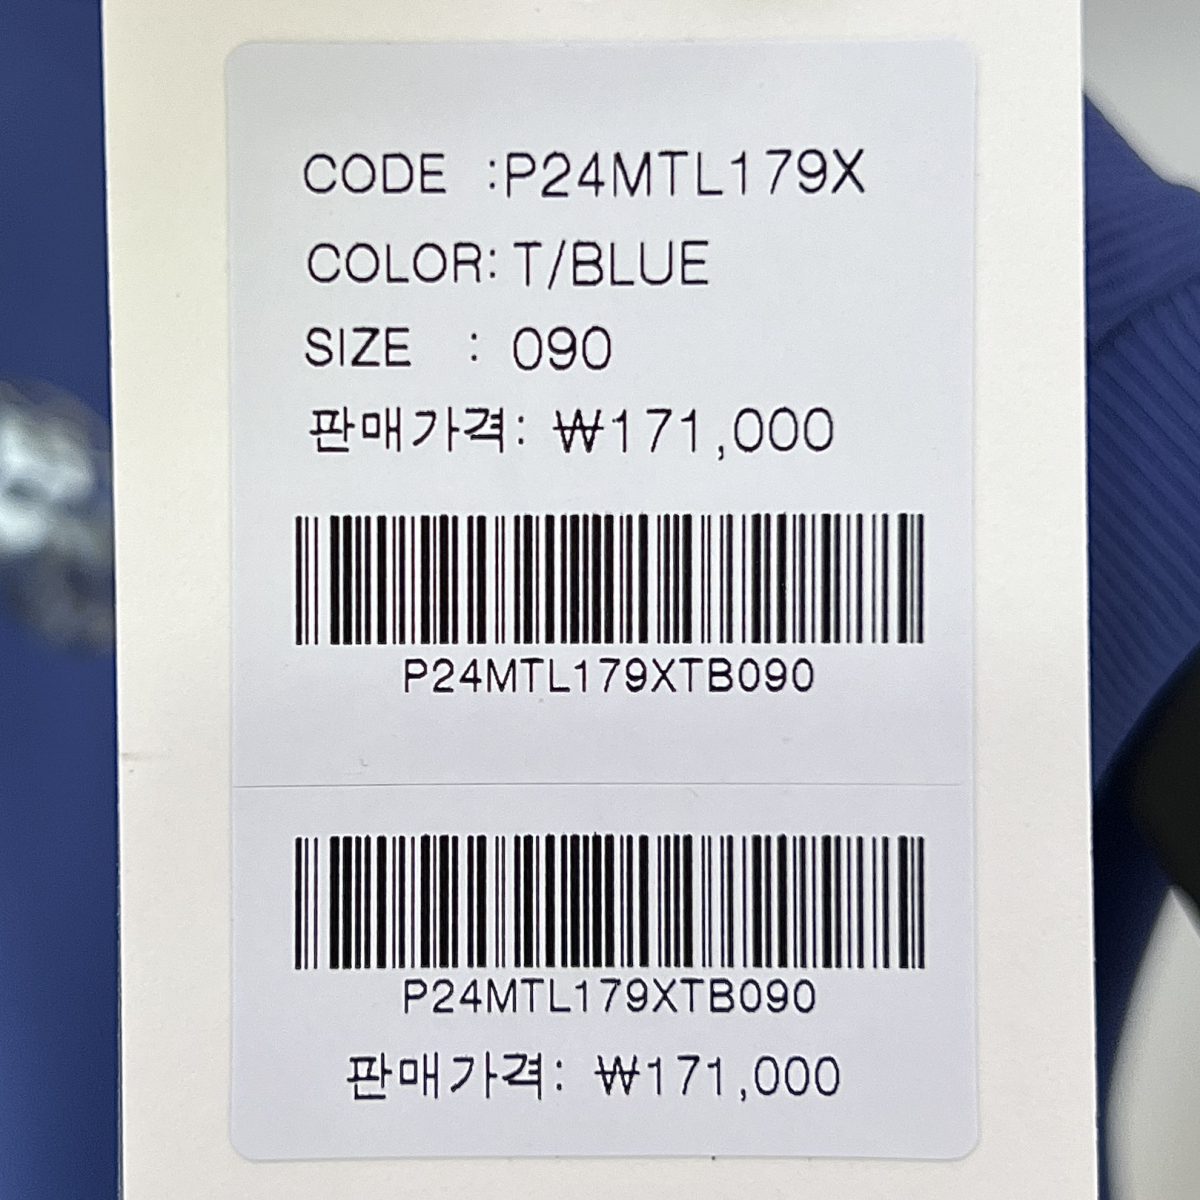 CODE :P24MTL179X
COLOR: T/BLUE
SIZE : 090
판매가격: ₩171,000
P24MTL179XTB090
P24MTL179XTB090
판매가격: ₩171,000